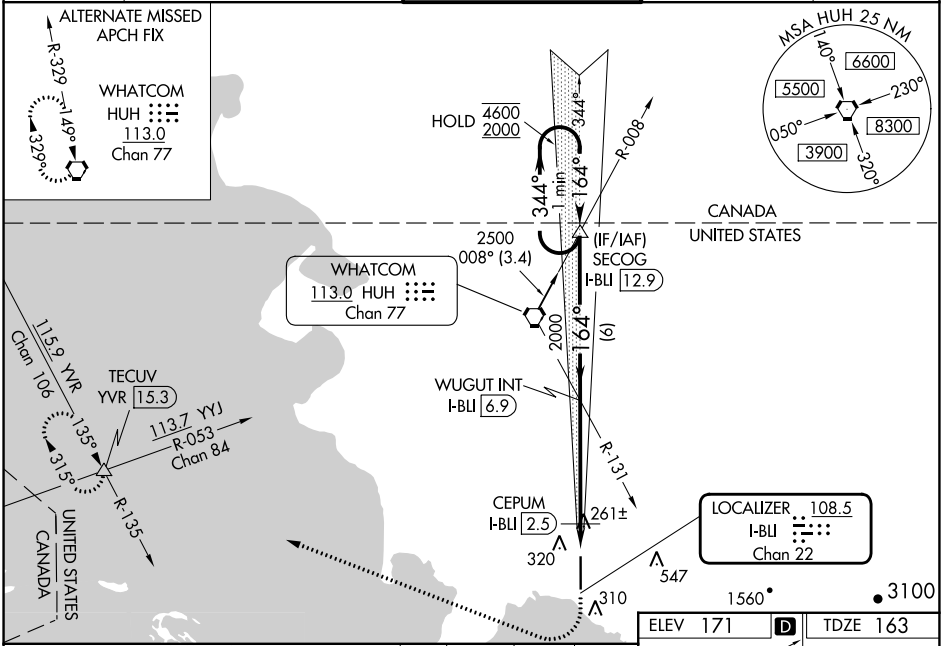 ALTERNATE MISSED
APCH FIX
R-329
149°
329°
WHATCOM
HUH
113.0
Chan 77
MSA HUH 25 NM
140°
6600
5500
230°
050°
8300
3900
320°
HOLD
4600
2000
344°
R-008
344°
1 min
164°
CANADA
UNITED STATES
2500
008° (3.4)
(IF/IAF)
SECOG
I-BLI 12.9
WHATCOM
113.0 HUH
Chan 77
2000
164°
(6)
115.9 YVR
Chan 106
TECUV
YVR 15.3
WUGUT INT
I-BLI 6.9
113.7 YYJ
R-053
Chan 84
135°
315°
R-131
R-135
CEPUM
I-BLI 2.5
261±
LOCALIZER 108.5
I-BLI
Chan 22
UNITED STATES
CANADA
320
547
310
1560
3100
ELEV 171
D
TDZE 163